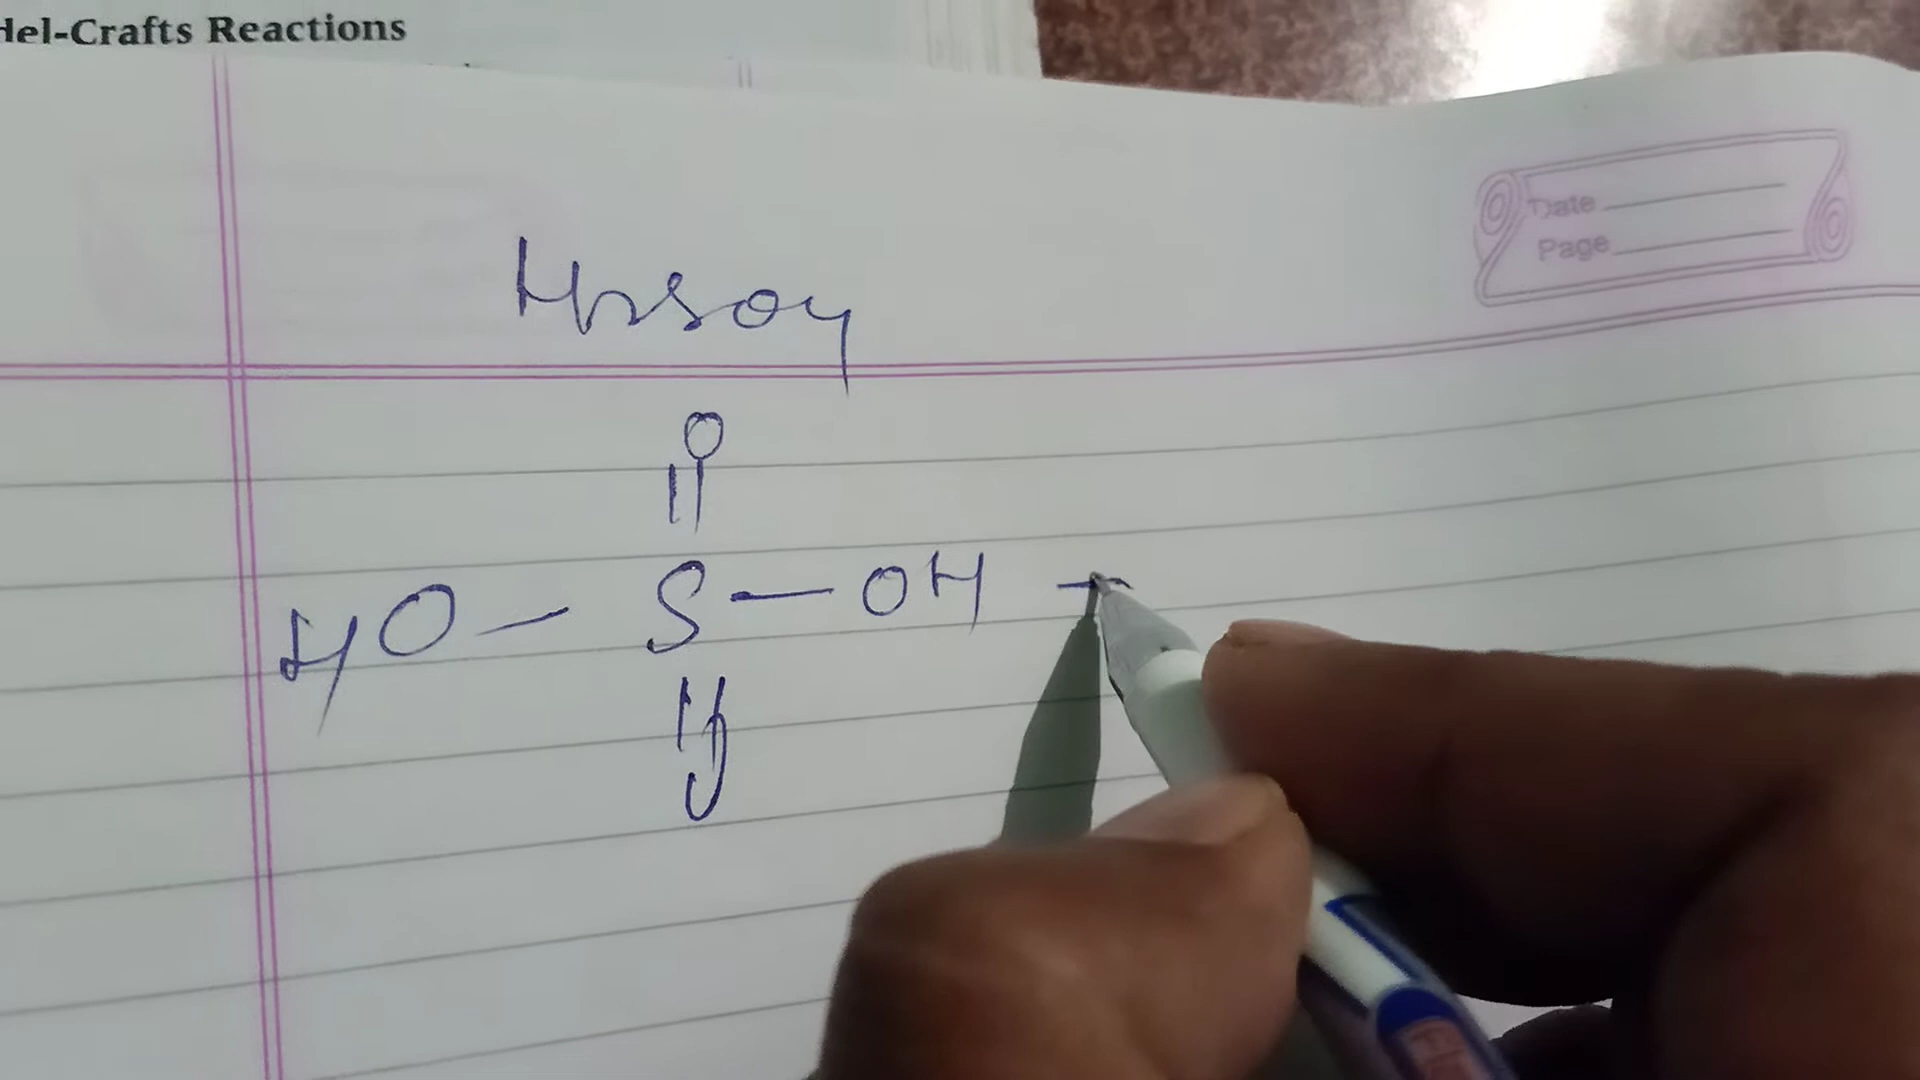 del-Crafts Reactions
Date
Page
H2SO4
O
HO - S - OH
O